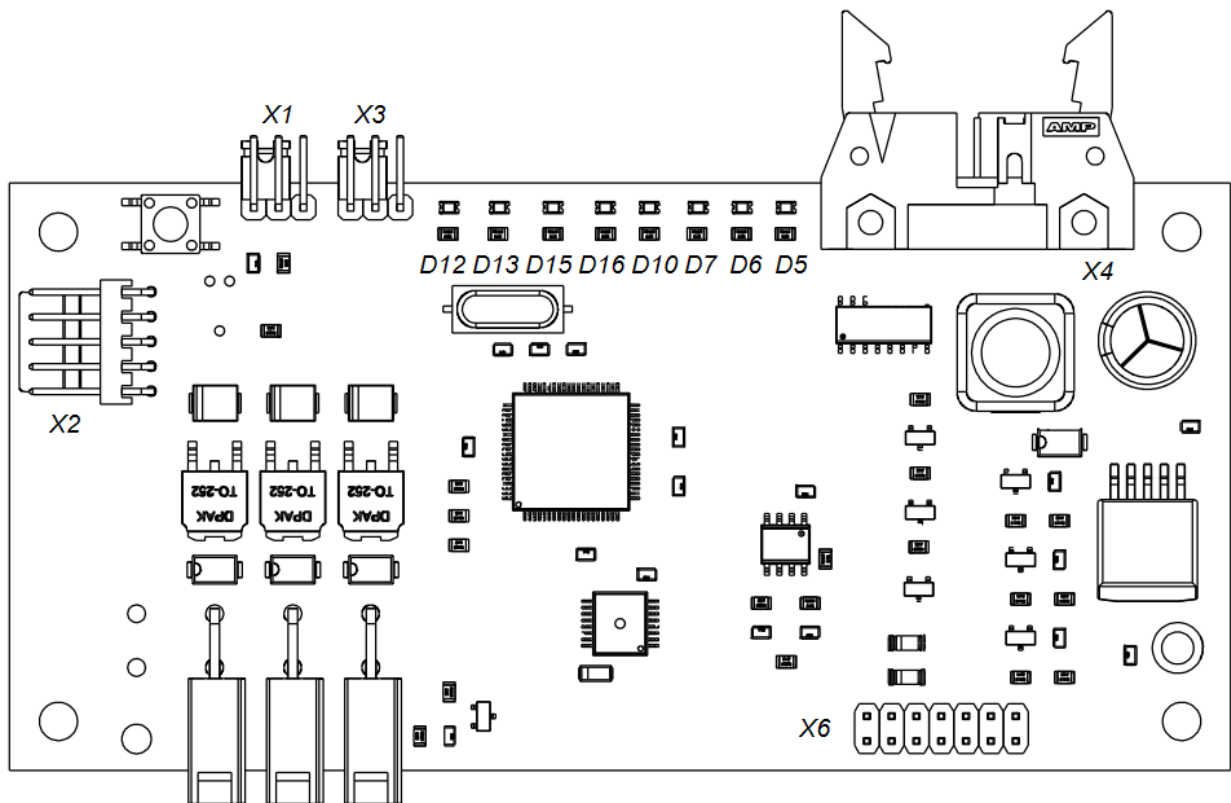 X1 X3
AMP
D12 D13 D15 D16 D10 D7 D6 D5
X4
X2
TO-252 TO-252 TO-252
DPAK DPAK DPAK
X6